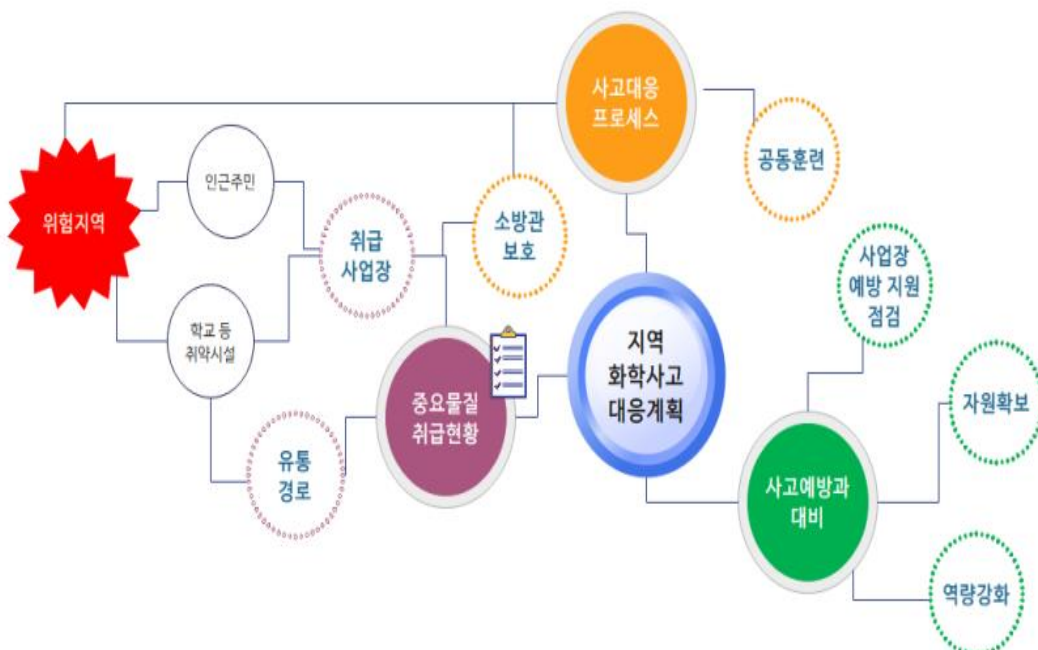 사고대응
프로세스
공동훈련
인근주민
위험지역
취급
사업장
소방관
보호
사업장
예방 지원
점검
학교 등
취약시설
지역
화학사고
대응계획
중요물질
취급현황
자원확보
유통
경로
사고예방과
대비
역량강화